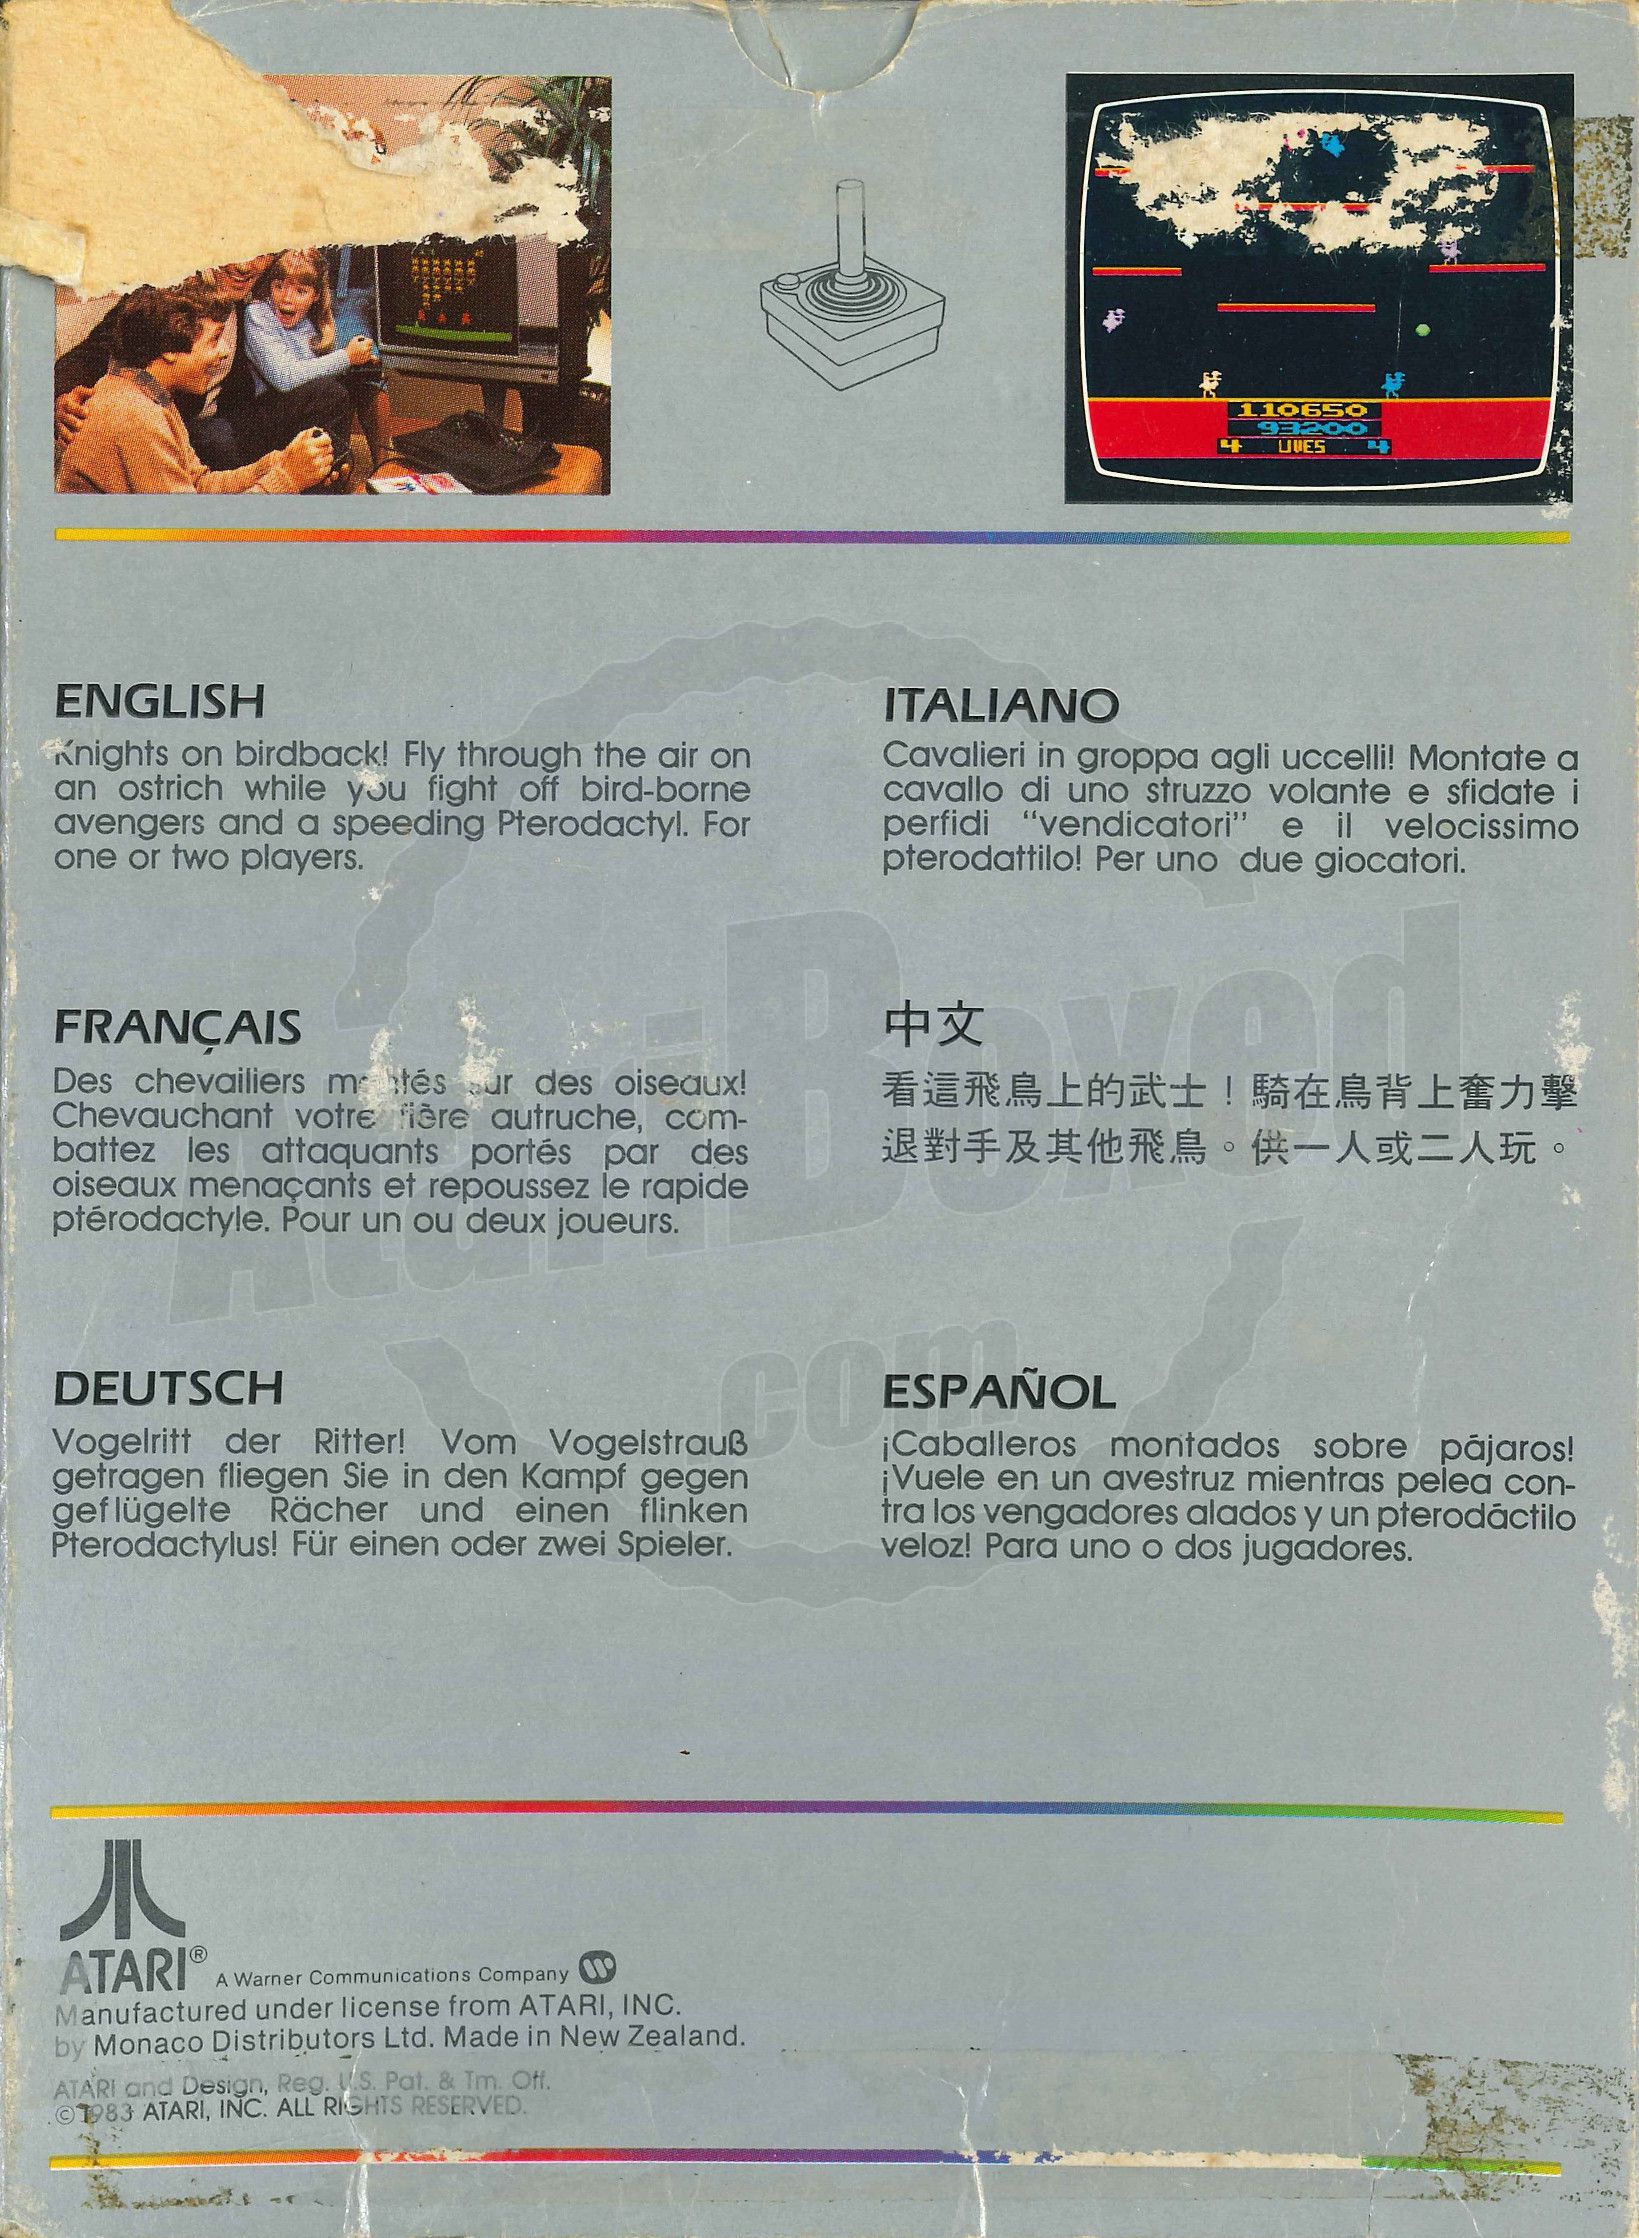 110650
93200
4 LIVES 4
ENGLISH
Knights on birdback! Fly through the air on
an ostrich while you fight off bird-borne
avengers and a speeding Pterodactyl. For
one or two players.
FRANÇAIS
Des chevailiers montés sur des oiseaux!
Chevauchant votre fière autruche, com-
battez les attaquants portés par des
oiseaux menaçants et repoussez le rapide
ptérodactyle. Pour un ou deux joueurs.
DEUTSCH
Vogelritt der Ritter! Vom Vogelstrauß
getragen fliegen Sie in den Kampf gegen
geflügelte Rächer und einen flinken
Pterodactylus! Für einen oder zwei Spieler.
ITALIANO
Cavalieri in groppa agli uccelli! Montate a
cavallo di uno struzzo volante e sfidate i
perfidi “vendicatori” e il velocissimo
pterodattilo! Per uno due giocatori.
中文
看這飛鳥上的武士！騎在鳥背上奮力擊
退對手及其他飛鳥。供一人或二人玩。
ESPAÑOL
¡Caballeros montados sobre pájaros!
¡Vuele en un avestruz mientras pelea con-
tra los vengadores alados y un pterodáctilo
veloz! Para uno o dos jugadores.
AtariBoxed
.com
ATARI® A Warner Communications Company
Manufactured under license from ATARI, INC.
by Monaco Distributors Ltd. Made in New Zealand.
ATARI and Design, Reg. U.S. Pat. & Tm. Off.
© 1983 ATARI, INC. ALL RIGHTS RESERVED.